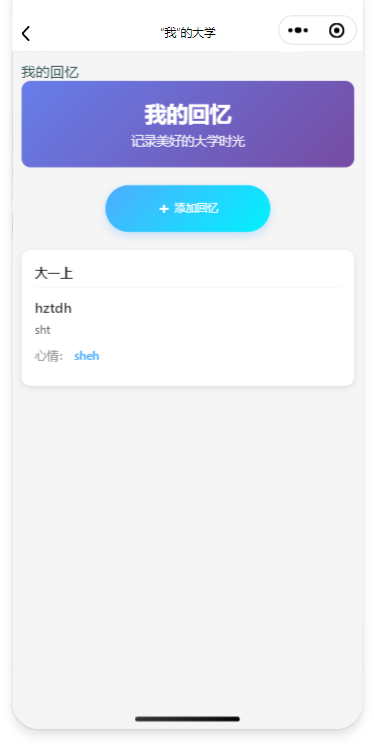 “我”的大学
我的回忆
我的回忆
记录美好的大学时光
+ 添加回忆
大一上
hztdh
sht
心情： sheh